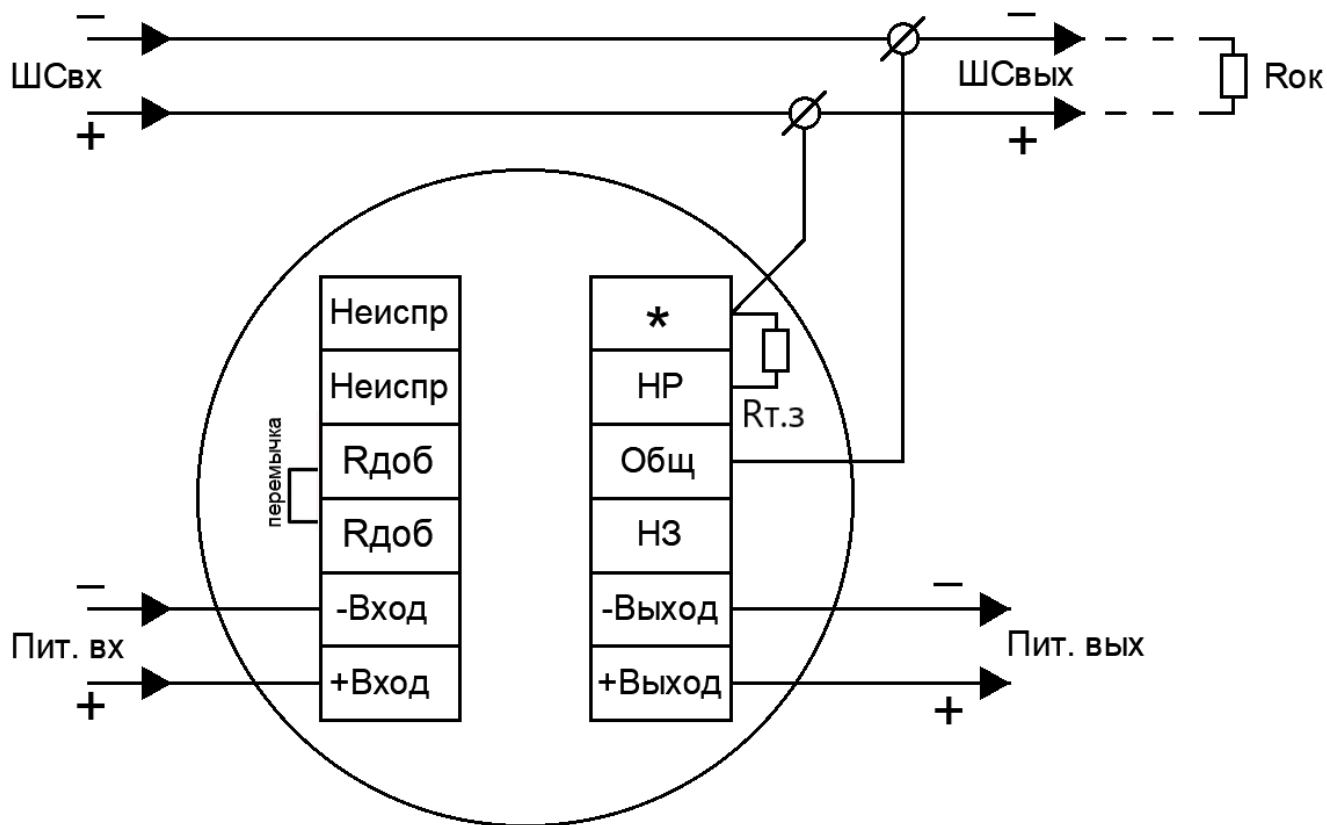 − −
ШСвх ШСвых Rок
+ +
Неиспр *
Неиспр НР
Rт.з
перемычка
Rдоб Общ
Rдоб НЗ
− −
-Вход -Выход
Пит. вх Пит. вых
+Вход +Выход
+ +